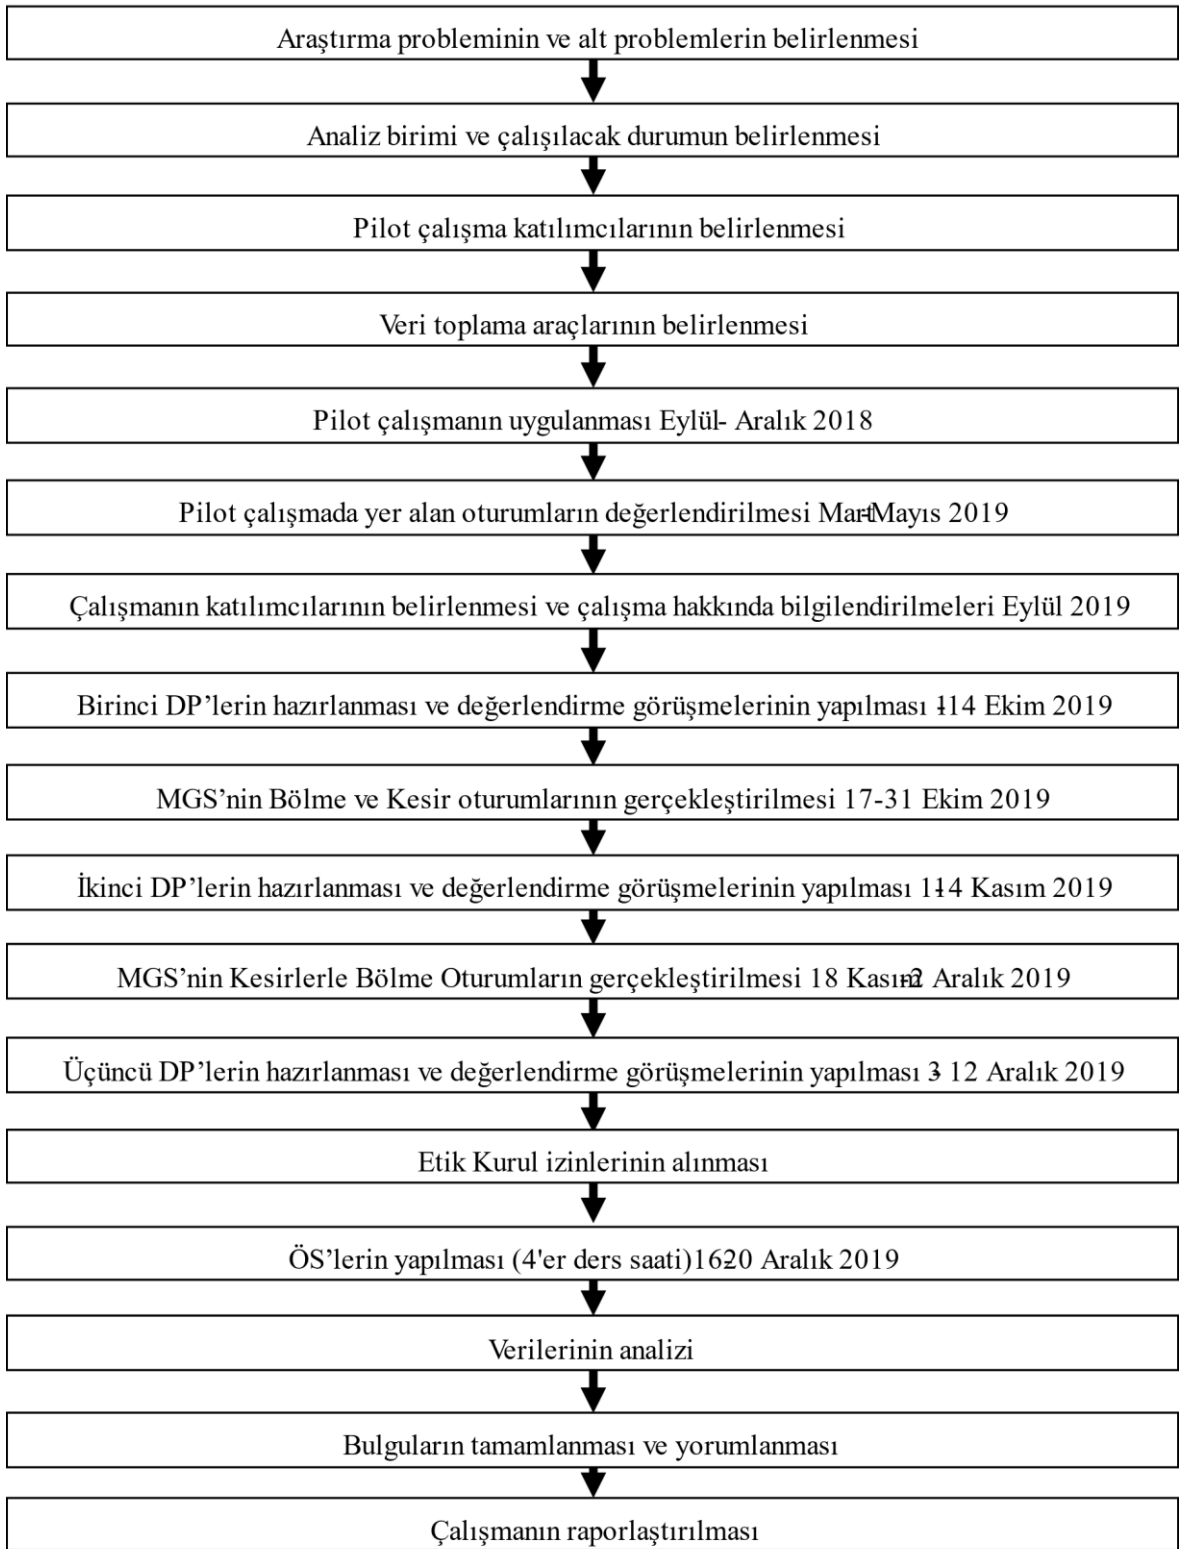 Araştırma probleminin ve alt problemlerin belirlenmesi
Analiz birimi ve çalışılacak durumun belirlenmesi
Pilot çalışma katılımcılarının belirlenmesi
Veri toplama araçlarının belirlenmesi
Pilot çalışmanın uygulanması Eylül- Aralık 2018
Pilot çalışmada yer alan oturumların değerlendirilmesi Mart-Mayıs 2019
Çalışmanın katılımcılarının belirlenmesi ve çalışma hakkında bilgilendirilmeleri Eylül 2019
Birinci DP’lerin hazırlanması ve değerlendirme görüşmelerinin yapılması 1-14 Ekim 2019
MGS’nin Bölme ve Kesir oturumlarının gerçekleştirilmesi 17-31 Ekim 2019
İkinci DP’lerin hazırlanması ve değerlendirme görüşmelerinin yapılması 1-14 Kasım 2019
MGS’nin Kesirlerle Bölme Oturumların gerçekleştirilmesi 18 Kasım-2 Aralık 2019
Üçüncü DP’lerin hazırlanması ve değerlendirme görüşmelerinin yapılması 3- 12 Aralık 2019
Etik Kurul izinlerinin alınması
ÖS’lerin yapılması (4'er ders saati)16-20 Aralık 2019
Verilerinin analizi
Bulguların tamamlanması ve yorumlanması
Çalışmanın raporlaştırılması